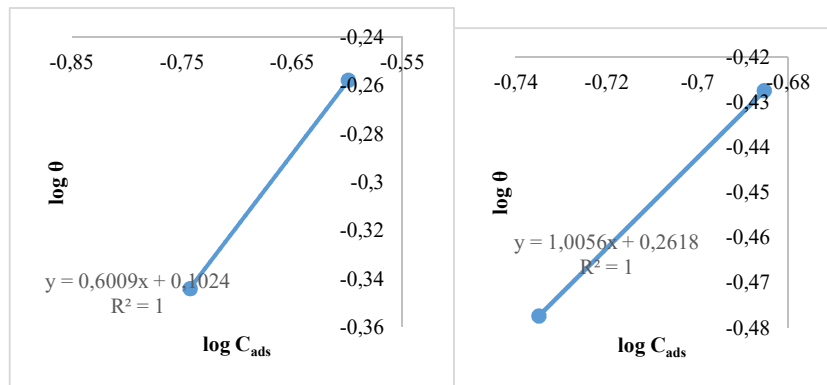 -0,24
-0,85 -0,75 -0,65 -0,55
-0,26
-0,28
-0,3
-0,32
-0,34
-0,36
log θ
y = 0,6009x + 0,1024
R² = 1
log Cads
-0,42
-0,74 -0,72 -0,7 -0,68
-0,43
-0,44
-0,45
-0,46
-0,47
-0,48
log θ
y = 1,0056x + 0,2618
R² = 1
log Cads